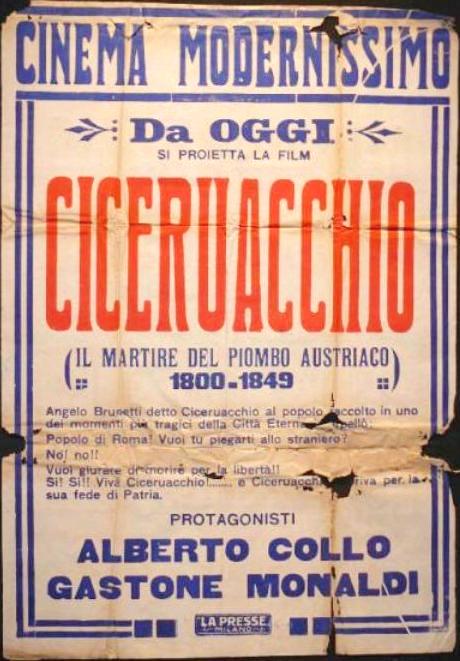 CINEMA MODERNISSIMO
Da OGGI
SI PROIETTA LA FILM
CICERUACCHIO
(IL MARTIRE DEL PIOMBO AUSTRIACO)
1800-1849
Angelo Brunetti detto Ciceruacchio al popolo raccolto in uno
dei momenti più tragici della Città Eterna
Popolo di Roma! Vuoi tu piegarti allo straniero?
No! no!!
Vuoi giurare di morire per la libertà!!
Si! Si!! Viva Ciceruacchio!....... e Ciceruacchio riva per la
sua fede di Patria.
PROTAGONISTI
ALBERTO COLLO
GASTONE MONALDI
LA PRESSE
MILANO